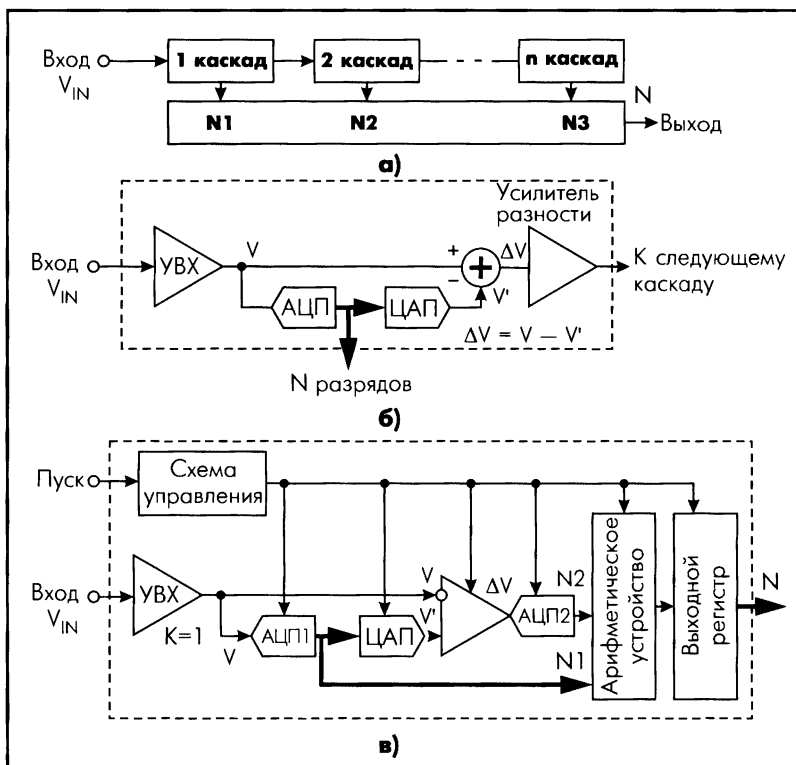 Вход
V_IN
1 каскад
2 каскад
n каскад
N1
N2
N3
N
Выход
а)
Усилитель
разности
Вход
V_IN
УВХ
V
+
−
+
ΔV
V'
АЦП
ЦАП
К следующему
каскаду
ΔV = V — V'
N разрядов
б)
Пуск
Схема
управления
Вход
V_IN
УВХ
K=1
V
АЦП1
ЦАП
V
V'
ΔV
АЦП2
N2
N1
Арифметическое
устройство
Выходной
регистр
Z
в)